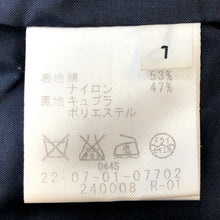 1
表地 綿 53%
ナイロン 47%
裏地 キュプラ
ポリエステル
044S
22-07-01-07702
240008 R-01